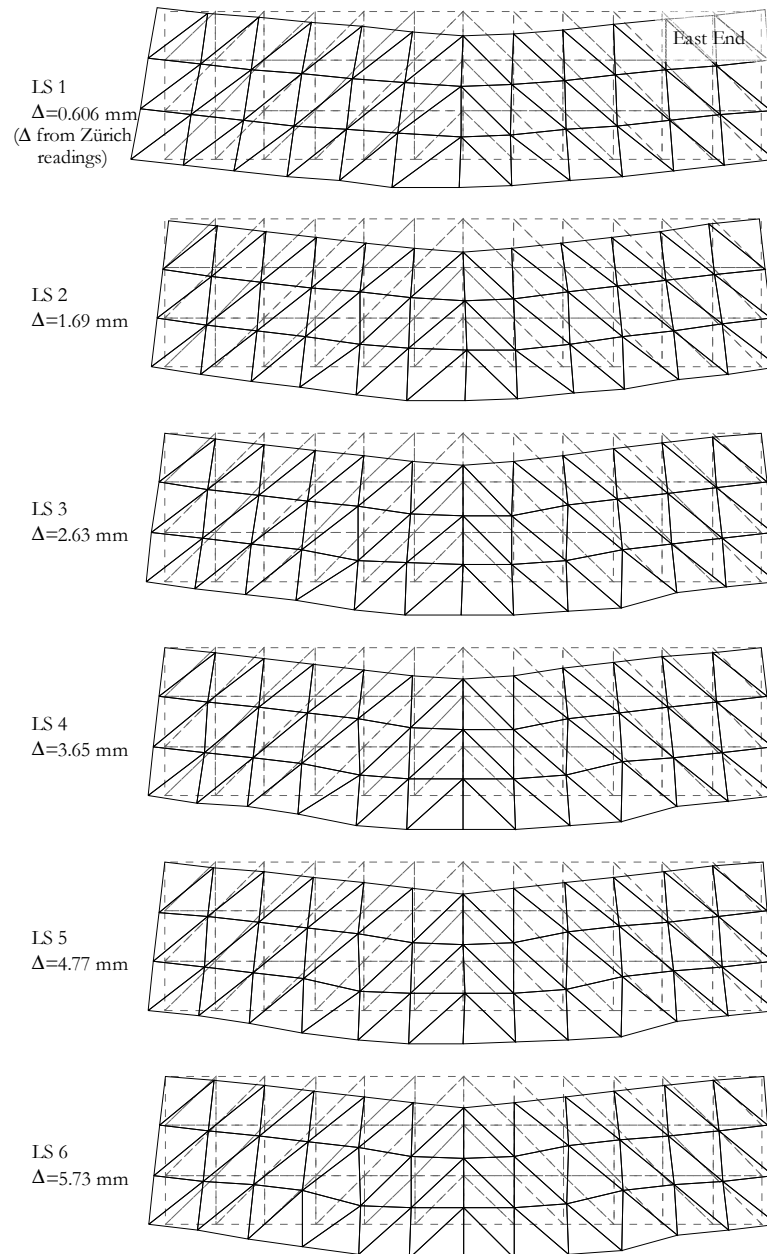 East End
LS 1
Δ=0.606 mm
(Δ from Zürich
readings)
LS 2
Δ=1.69 mm
LS 3
Δ=2.63 mm
LS 4
Δ=3.65 mm
LS 5
Δ=4.77 mm
LS 6
Δ=5.73 mm